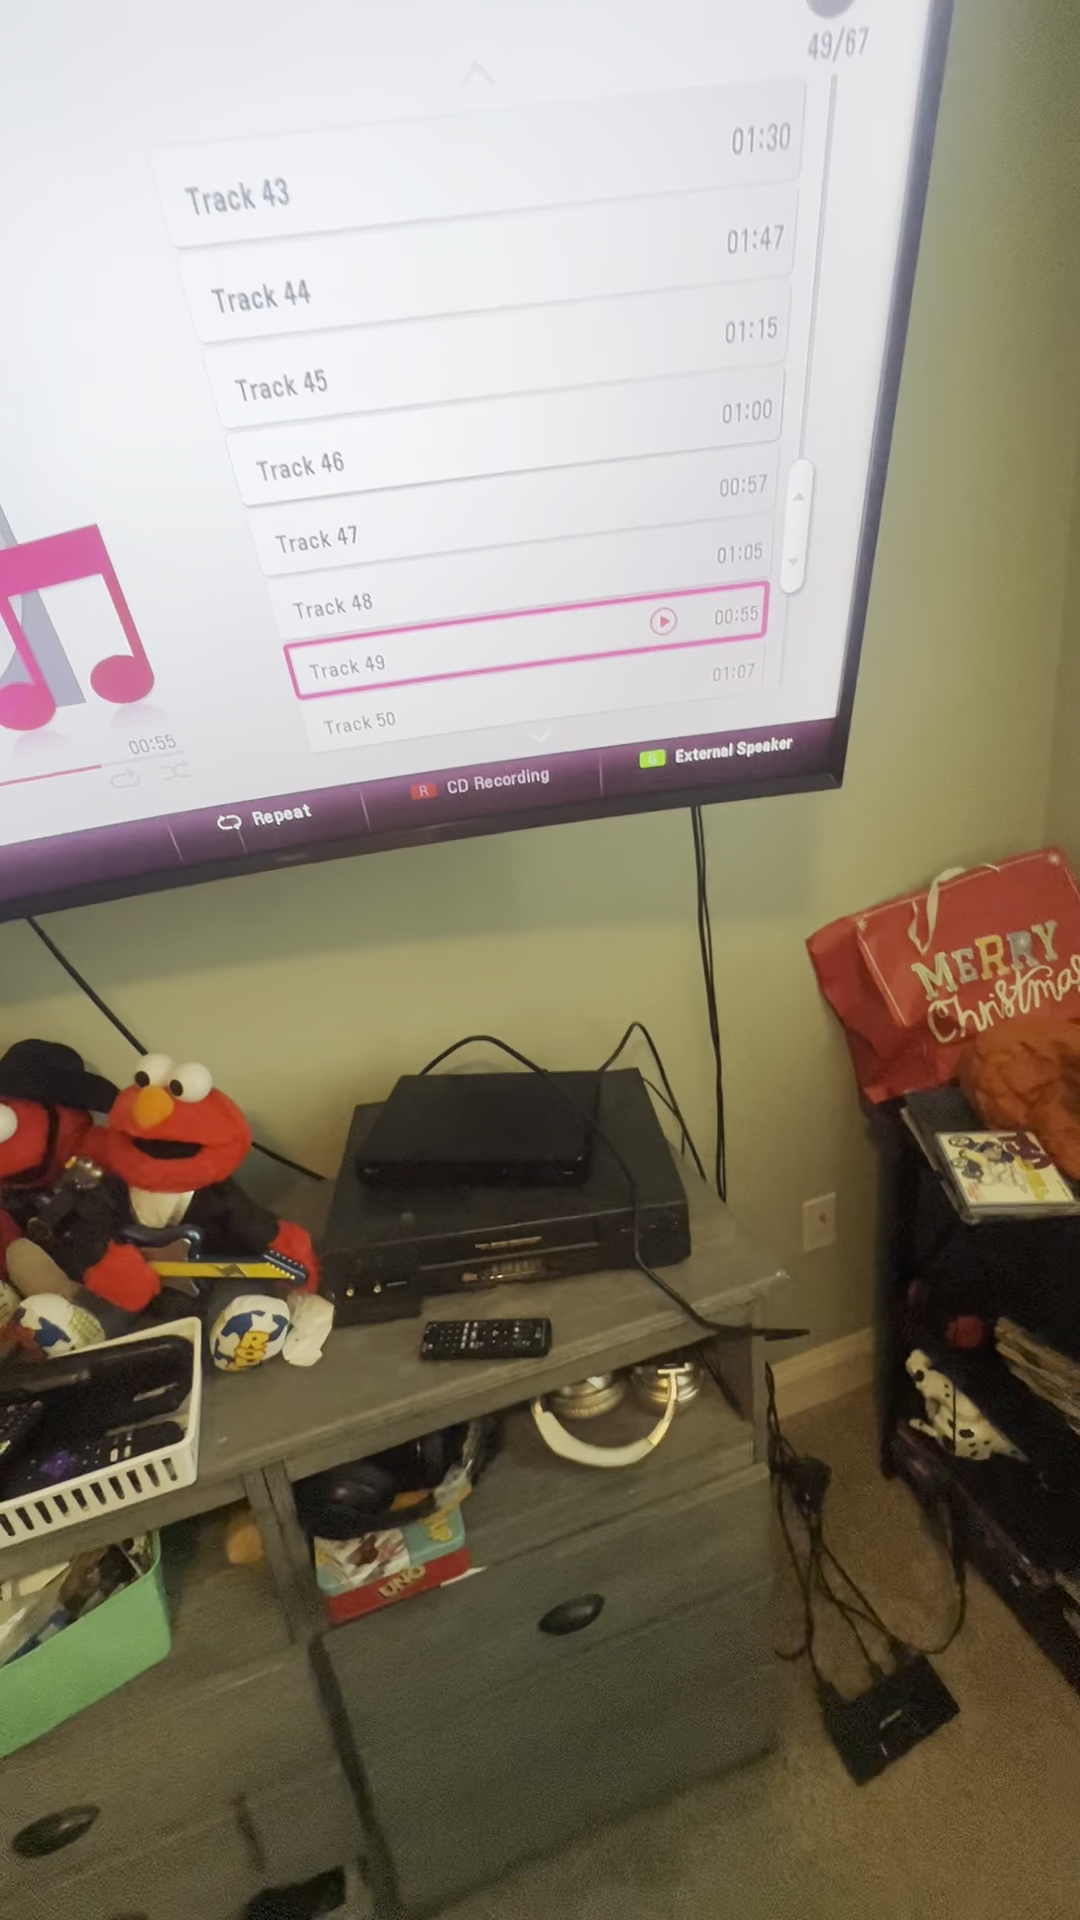 49/67
Track 43 01:30
Track 44 01:47
Track 45 01:15
Track 46 01:00
Track 47 00:57
Track 48 01:05
Track 49 00:55
Track 50 01:07
00:55
Repeat
R CD Recording
G External Speaker
MERRY
Christmas
UNO